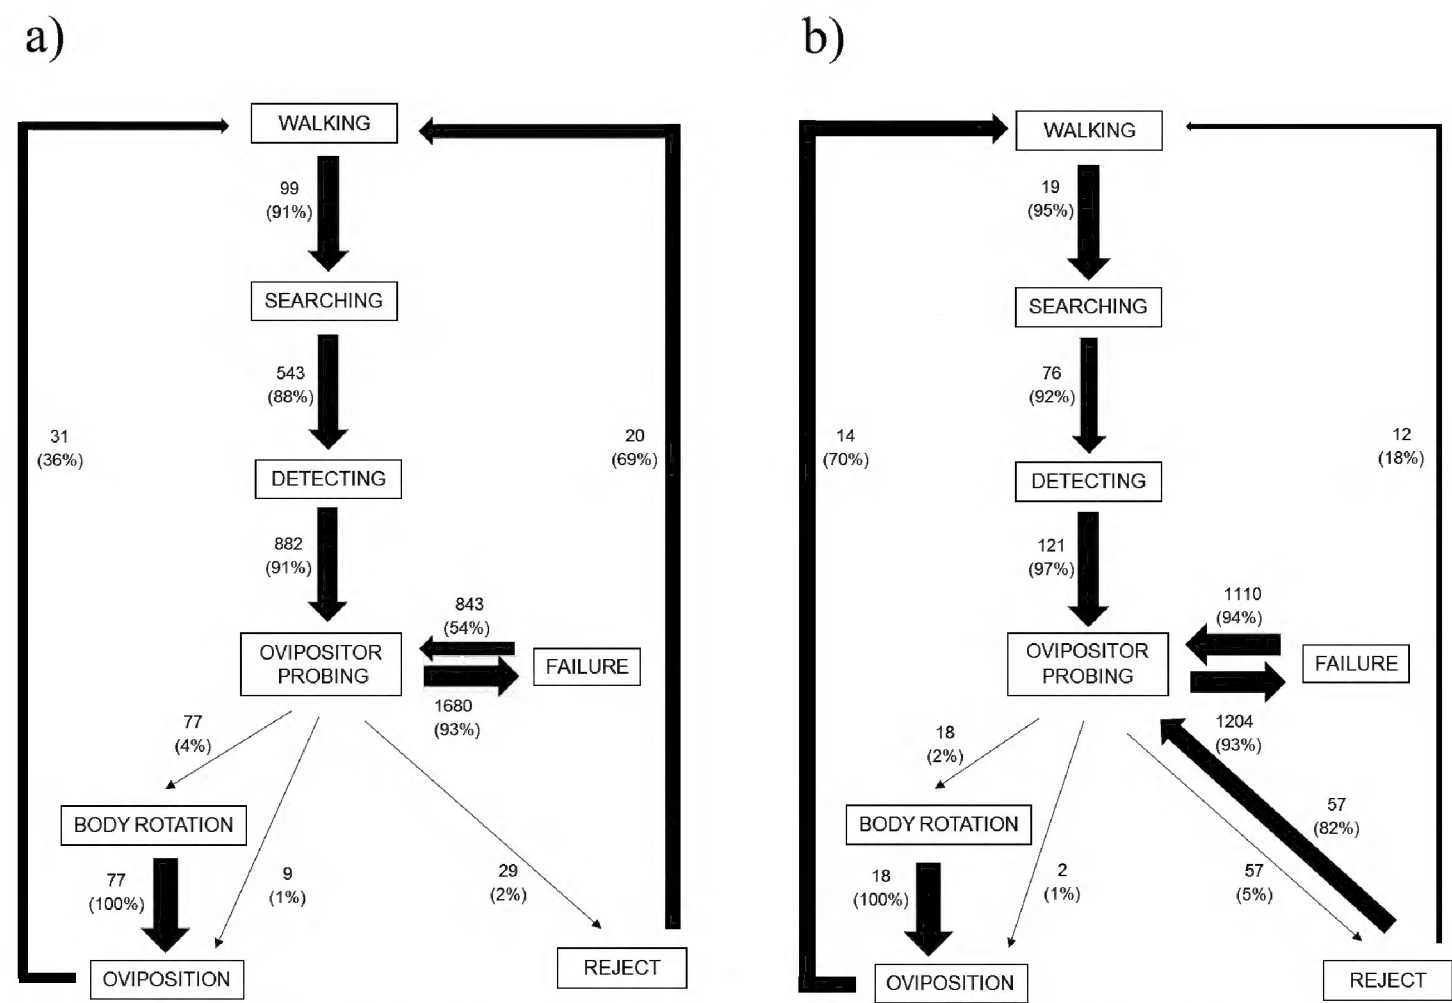 a)
WALKING
99
(91%)
SEARCHING
543
(88%)
31
(36%)
20
(69%)
DETECTING
882
(91%)
843
(54%)
OVIPOSITOR
PROBING
FAILURE
1680
(93%)
77
(4%)
BODY ROTATION
77
(100%)
9
(1%)
29
(2%)
OVIPOSITION
REJECT
b)
WALKING
19
(95%)
SEARCHING
76
(92%)
14
(70%)
12
(18%)
DETECTING
121
(97%)
1110
(94%)
OVIPOSITOR
PROBING
FAILURE
1204
(93%)
18
(2%)
57
(82%)
BODY ROTATION
18
(100%)
2
(1%)
57
(5%)
OVIPOSITION
REJECT